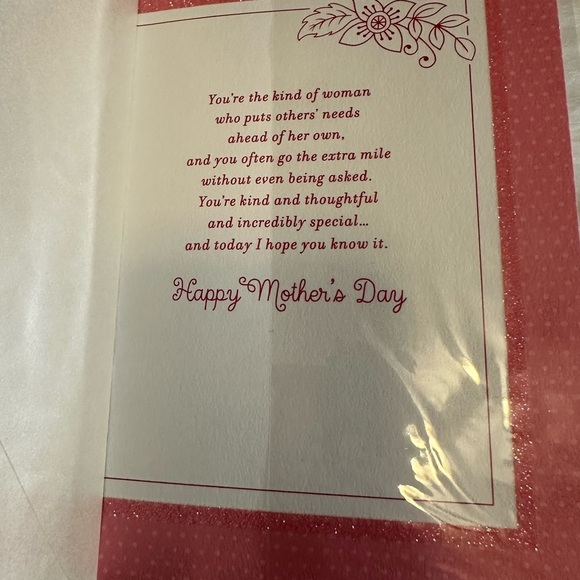 You're the kind of woman
who puts others' needs
ahead of her own,
and you often go the extra mile
without even being asked.
You're kind and thoughtful
and incredibly special...
and today I hope you know it.
Happy Mother's Day